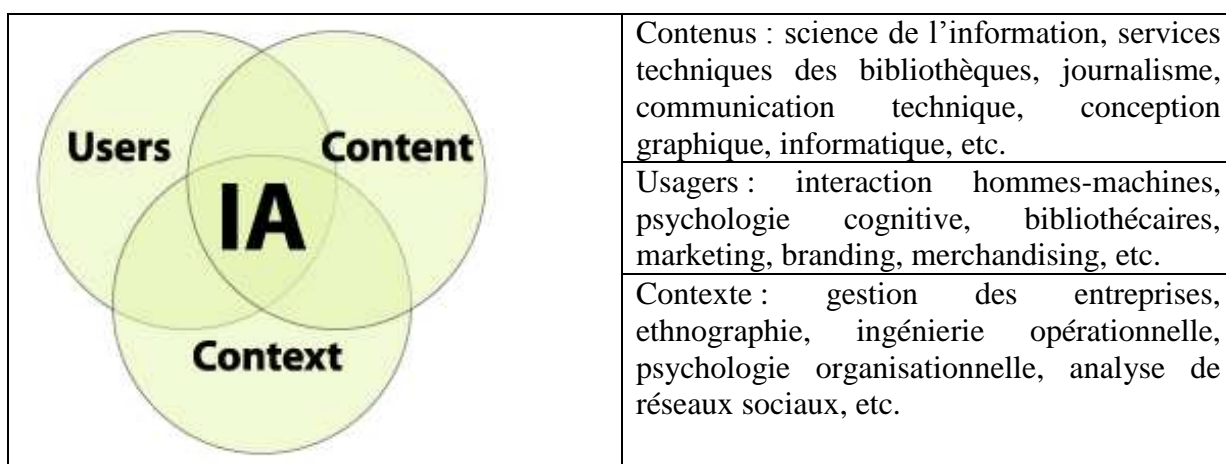 Users
Content
IA
Context
Contenus : science de l’information, services
techniques des bibliothèques, journalisme,
communication technique, conception
graphique, informatique, etc.
Usagers : interaction hommes-machines,
psychologie cognitive, bibliothécaires,
marketing, branding, merchandising, etc.
Contexte : gestion des entreprises,
ethnographie, ingénierie opérationnelle,
psychologie organisationnelle, analyse de
réseaux sociaux, etc.